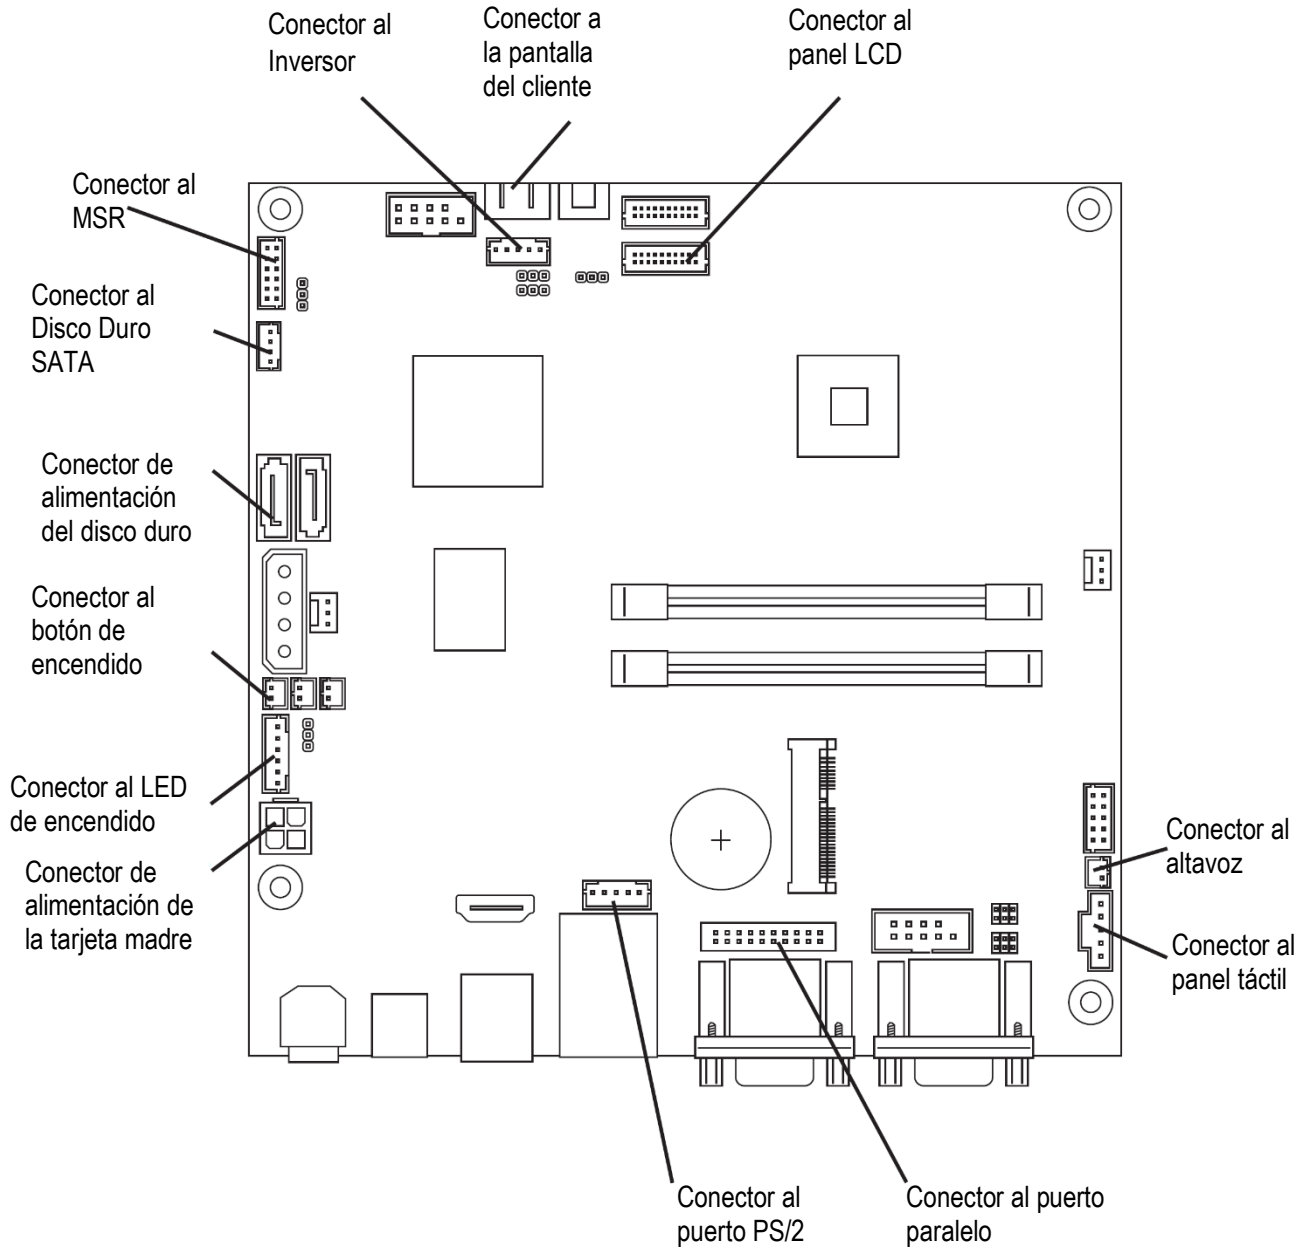 Conector al
Inversor
Conector a
la pantalla
del cliente
Conector al
panel LCD
Conector al
MSR
Conector al
Disco Duro
SATA
Conector de
alimentación
del disco duro
Conector al
botón de
encendido
Conector al LED
de encendido
Conector de
alimentación de
la tarjeta madre
Conector al
altavoz
Conector al
panel táctil
Conector al
puerto PS/2
Conector al puerto
paralelo